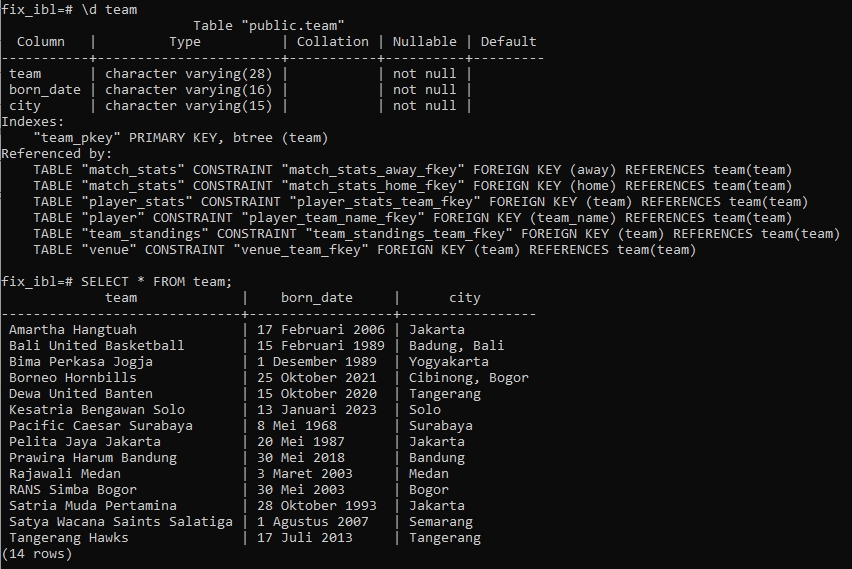 fix_ibl=# \d team
                        Table "public.team"
  Column   |         Type          | Collation | Nullable | Default
-----------+-----------------------+-----------+----------+---------
 team      | character varying(28) |           | not null |
 born_date | character varying(16) |           | not null |
 city      | character varying(15) |           | not null |
Indexes:
    "team_pkey" PRIMARY KEY, btree (team)
Referenced by:
    TABLE "match_stats" CONSTRAINT "match_stats_away_fkey" FOREIGN KEY (away) REFERENCES team(team)
    TABLE "match_stats" CONSTRAINT "match_stats_home_fkey" FOREIGN KEY (home) REFERENCES team(team)
    TABLE "player_stats" CONSTRAINT "player_stats_team_fkey" FOREIGN KEY (team) REFERENCES team(team)
    TABLE "player" CONSTRAINT "player_team_name_fkey" FOREIGN KEY (team_name) REFERENCES team(team)
    TABLE "team_standings" CONSTRAINT "team_standings_team_fkey" FOREIGN KEY (team) REFERENCES team(team)
    TABLE "venue" CONSTRAINT "venue_team_fkey" FOREIGN KEY (team) REFERENCES team(team)

fix_ibl=# SELECT * FROM team;
             team             |    born_date     |      city
------------------------------+------------------+-----------------
 Amartha Hangtuah             | 17 Februari 2006 | Jakarta
 Bali United Basketball       | 15 Februari 1989 | Badung, Bali
 Bima Perkasa Jogja           | 1 Desember 1989  | Yogyakarta
 Borneo Hornbills             | 25 Oktober 2021  | Cibinong, Bogor
 Dewa United Banten           | 15 Oktober 2020  | Tangerang
 Kesatria Bengawan Solo       | 13 Januari 2023  | Solo
 Pacific Caesar Surabaya      | 8 Mei 1968       | Surabaya
 Pelita Jaya Jakarta          | 20 Mei 1987      | Jakarta
 Prawira Harum Bandung        | 30 Mei 2018      | Bandung
 Rajawali Medan               | 3 Maret 2003     | Medan
 RANS Simba Bogor             | 30 Mei 2003      | Bogor
 Satria Muda Pertamina        | 28 Oktober 1993  | Jakarta
 Satya Wacana Saints Salatiga | 1 Agustus 2007   | Semarang
 Tangerang Hawks              | 17 Juli 2013     | Tangerang
(14 rows)